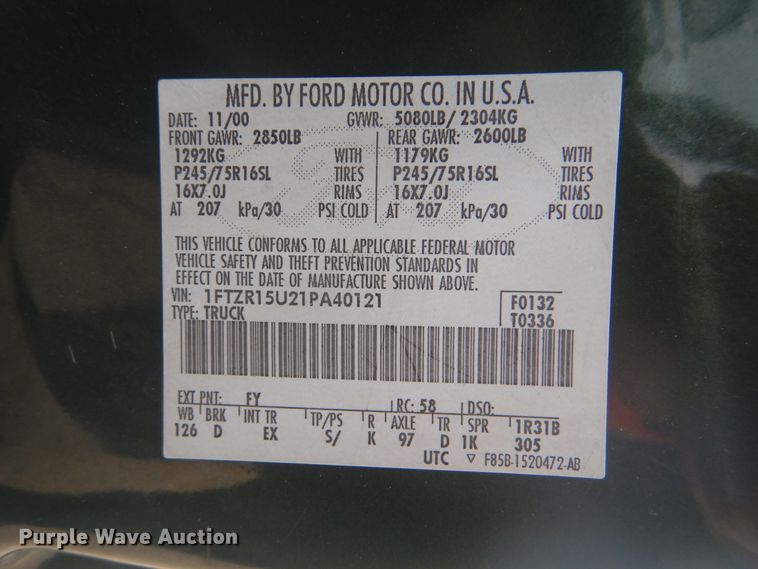 MFD. BY FORD MOTOR CO. IN U.S.A.
DATE: 11/00 GVWR: 5080LB/ 2304KG
FRONT GAWR: 2850LB REAR GAWR: 2600LB
1292KG WITH 1179KG WITH
P245/75R16SL TIRES P245/75R16SL TIRES
16X7.0J RIMS 16X7.0J RIMS
AT 207 kPa/30 PSI COLD AT 207 kPa/30 PSI COLD
THIS VEHICLE CONFORMS TO ALL APPLICABLE FEDERAL MOTOR
VEHICLE SAFETY AND THEFT PREVENTION STANDARDS IN
EFFECT ON THE DATE OF MANUFACTURE SHOWN ABOVE.
VIN: 1FTZR15U21PA40121 F0132
TYPE: TRUCK T0336
EXT PNT: FY RC: 58 DSO:
WB BRK INT TR TP/PS R AXLE TR SPR 1R31B
126 D EX S/ K 97 D 1K 305
UTC ▽ F85B-1520472-AB
Purple Wave Auction